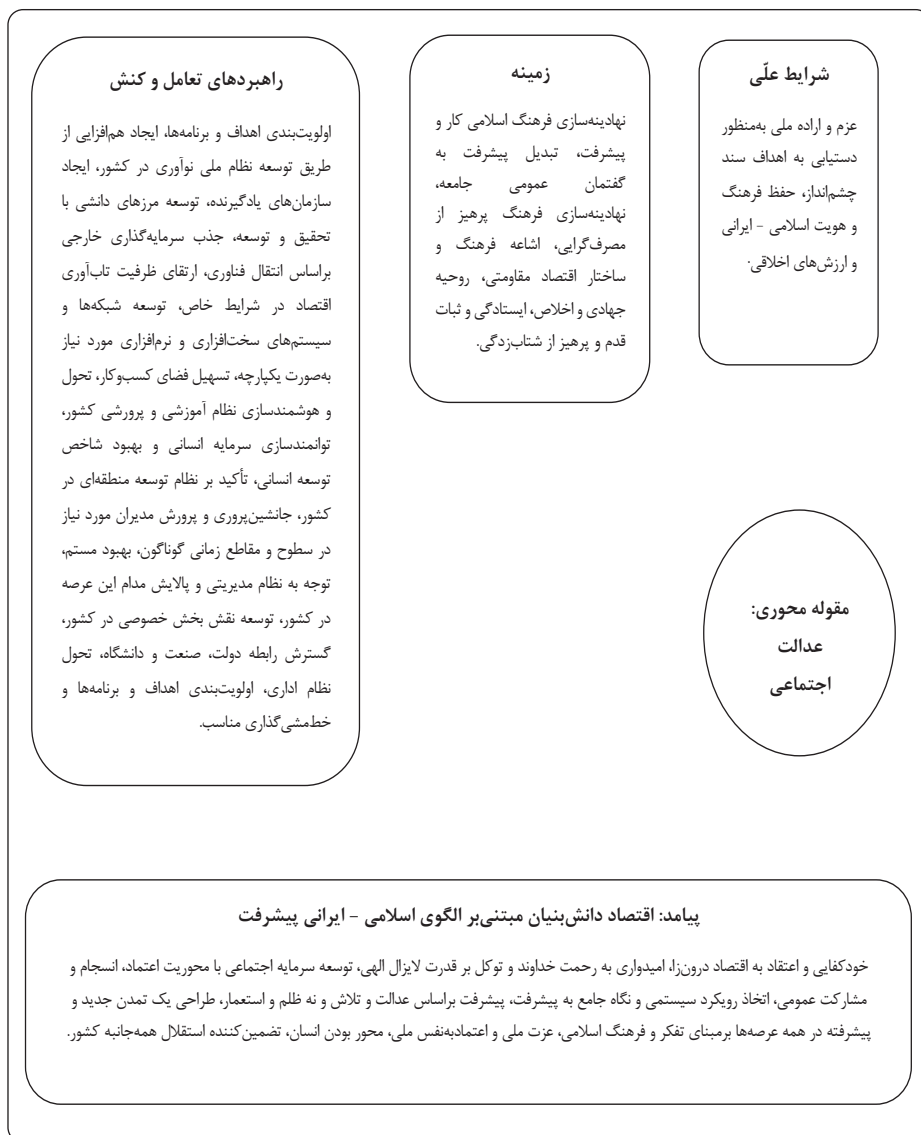 شرایط علّی
عزم و اراده ملی به‌منظور
دستیابی به اهداف سند
چشم‌انداز، حفظ فرهنگ
و هویت اسلامی - ایرانی
و ارزش‌های اخلاقی.
زمینه
نهادینه‌سازی فرهنگ اسلامی کار و
پیشرفت، تبدیل پیشرفت به
گفتمان عمومی جامعه،
نهادینه‌سازی فرهنگ پرهیز از
مصرف‌گرایی، اشاعه فرهنگ و
ساختار اقتصاد مقاومتی، روحیه
جهادی و اخلاص، ایستادگی و ثبات
قدم و پرهیز از شتاب‌زدگی.
راهبردهای تعامل و کنش
اولویت‌بندی اهداف و برنامه‌ها، ایجاد هم‌افزایی از
طریق توسعه نظام ملی نوآوری در کشور، ایجاد
سازمان‌های یادگیرنده، توسعه مرزهای دانشی با
تحقیق و توسعه، جذب سرمایه‌گذاری خارجی
براساس انتقال فناوری، ارتقای ظرفیت تاب‌آوری
اقتصاد در شرایط خاص، توسعه شبکه‌ها و
سیستم‌های سخت‌افزاری و نرم‌افزاری مورد نیاز
به‌صورت یکپارچه، تسهیل فضای کسب‌وکار، تحول
و هوشمندسازی نظام آموزشی و پرورشی کشور،
توانمندسازی سرمایه انسانی و بهبود شاخص
توسعه انسانی، تأکید بر نظام توسعه منطقه‌ای در
کشور، جانشین‌پروری و پرورش مدیران مورد نیاز
در سطوح و مقاطع زمانی گوناگون، بهبود مستم،
توجه به نظام مدیریتی و پالایش مدام این عرصه
در کشور، توسعه نقش بخش خصوصی در کشور،
گسترش رابطه دولت، صنعت و دانشگاه، تحول
نظام اداری، اولویت‌بندی اهداف و برنامه‌ها و
خط‌مشی‌گذاری مناسب.
مقوله محوری:
عدالت
اجتماعی
پیامد: اقتصاد دانش‌بنیان مبتنی‌بر الگوی اسلامی - ایرانی پیشرفت
خودکفایی و اعتقاد به اقتصاد درون‌زا، امیدواری به رحمت خداوند و توکل بر قدرت لایزال الهی، توسعه سرمایه اجتماعی با محوریت اعتماد، انسجام و
مشارکت عمومی، اتخاذ رویکرد سیستمی و نگاه جامع به پیشرفت، پیشرفت براساس عدالت و تلاش و نه ظلم و استعمار، طراحی یک تمدن جدید و
پیشرفته در همه عرصه‌ها برمبنای تفکر و فرهنگ اسلامی، عزت ملی و اعتمادبه‌نفس ملی، محور بودن انسان، تضمین‌کننده استقلال همه‌جانبه کشور.